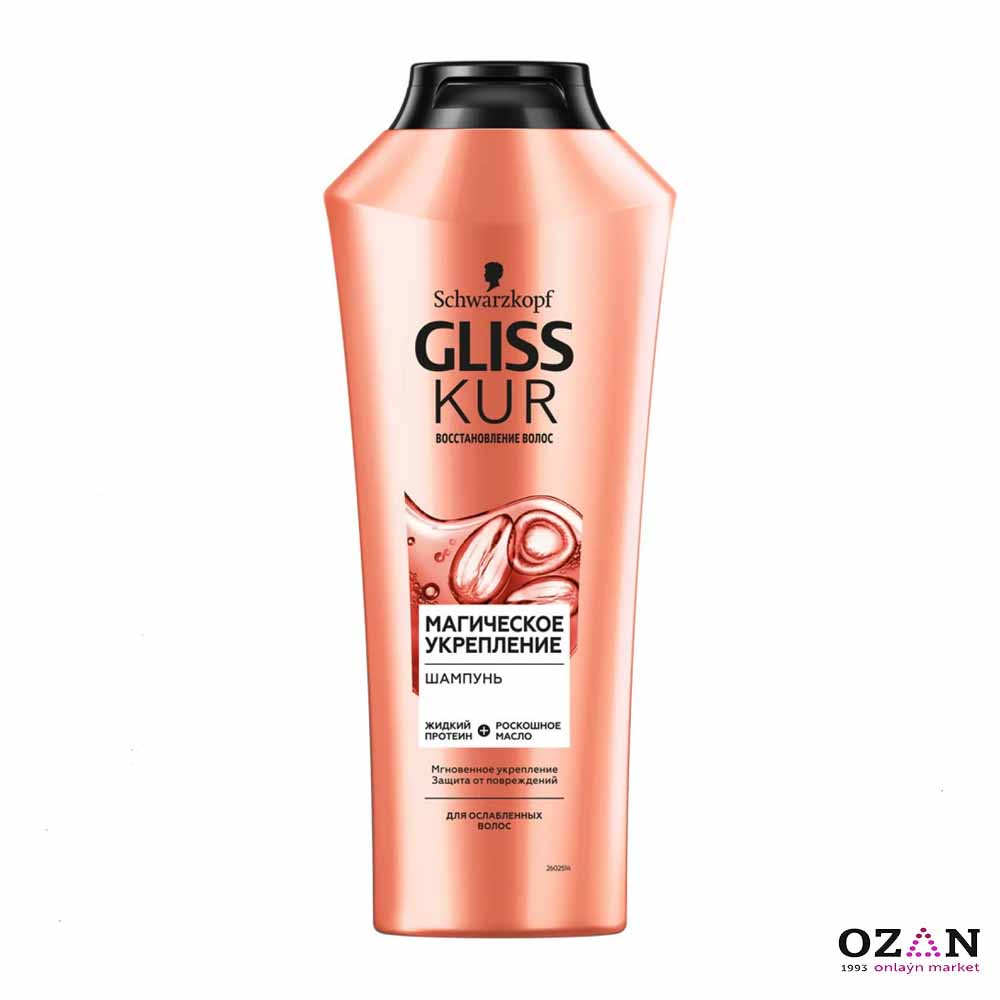 Schwarzkopf
GLISS
KUR
ВОССТАНОВЛЕНИЕ ВОЛОС
МАГИЧЕСКОЕ
УКРЕПЛЕНИЕ
ШАМПУНЬ
ЖИДКИЙ ПРОТЕИН + РОСКОШНОЕ МАСЛО
Мгновенное укрепление
Защита от повреждений
ДЛЯ ОСЛАБЛЕННЫХ
ВОЛОС
2602514
OZAN
1993 onlaýn market